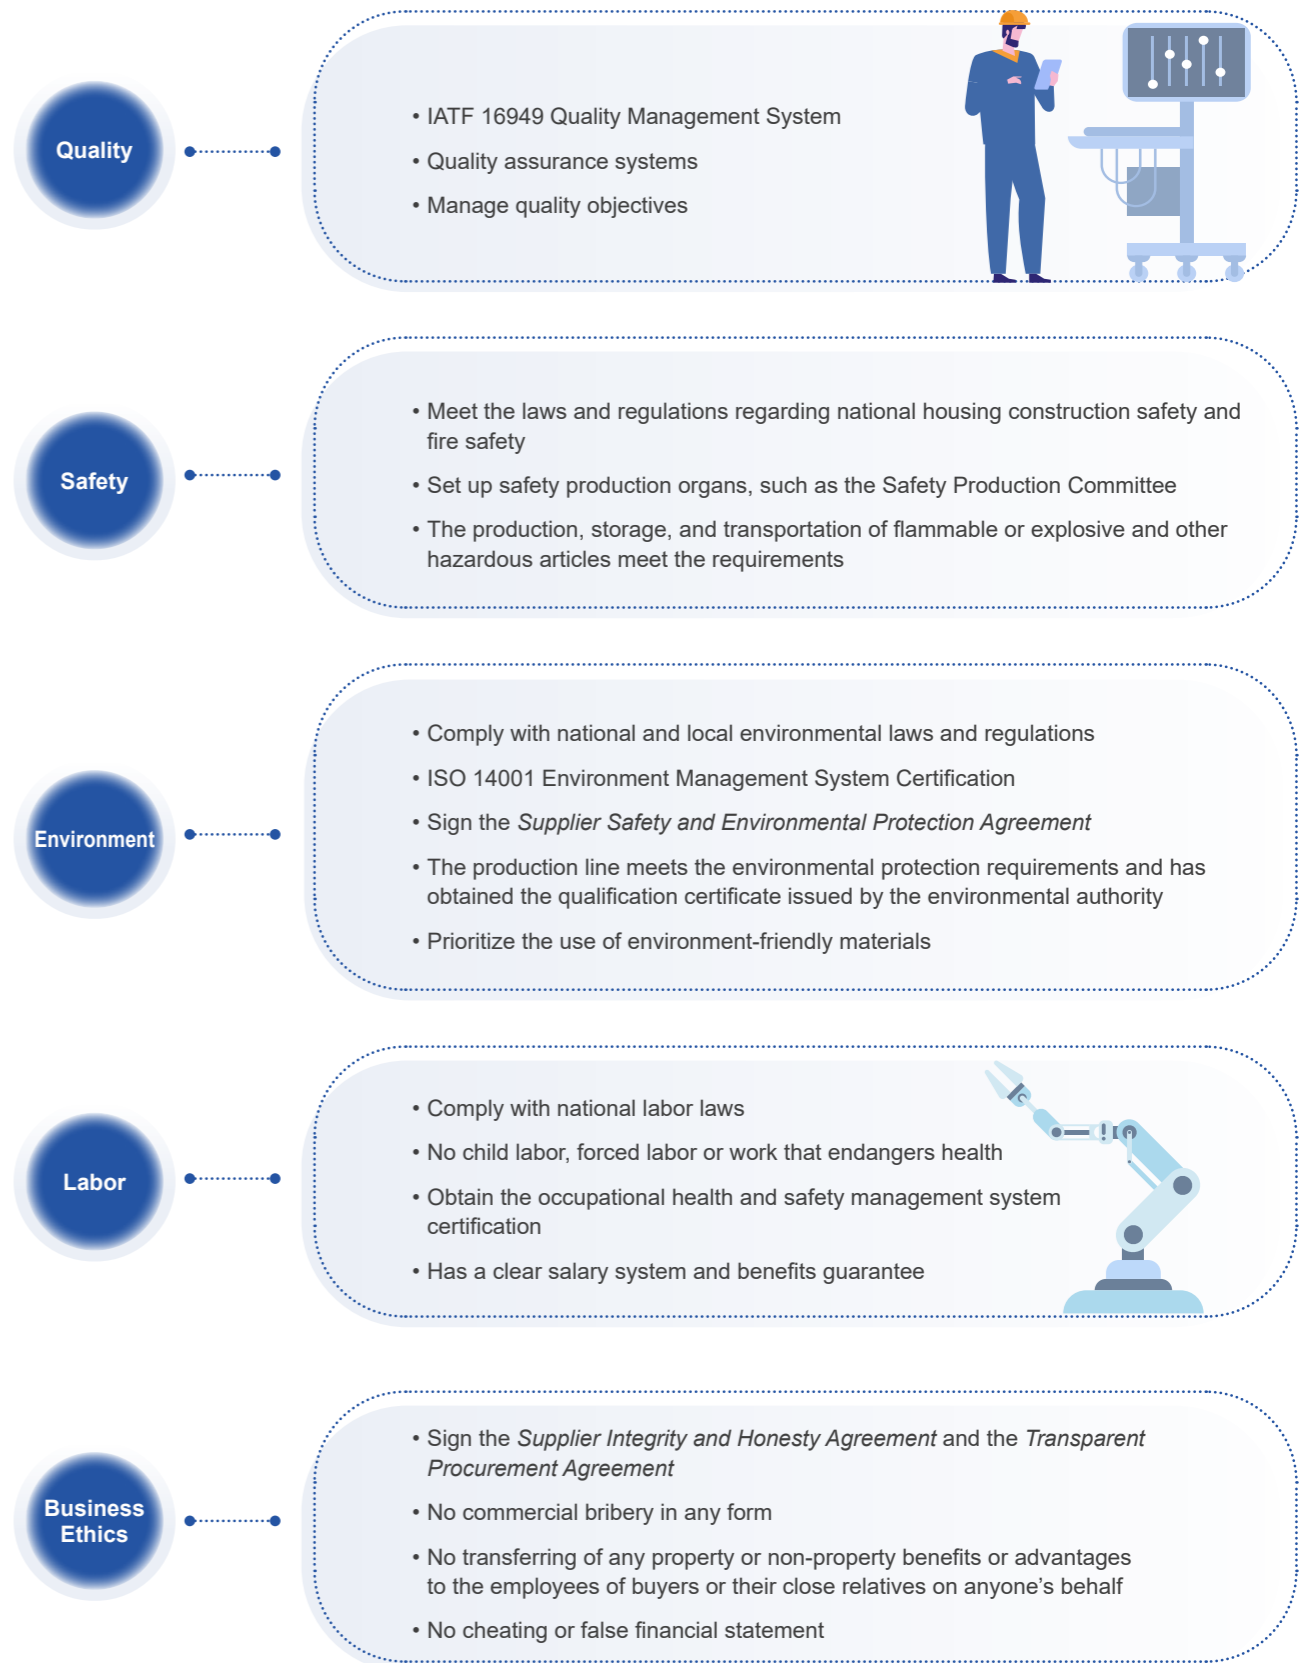 Quality
• IATF 16949 Quality Management System
• Quality assurance systems
• Manage quality objectives
Safety
• Meet the laws and regulations regarding national housing construction safety and
fire safety
• Set up safety production organs, such as the Safety Production Committee
• The production, storage, and transportation of flammable or explosive and other
hazardous articles meet the requirements
Environment
• Comply with national and local environmental laws and regulations
• ISO 14001 Environment Management System Certification
• Sign the Supplier Safety and Environmental Protection Agreement
• The production line meets the environmental protection requirements and has
obtained the qualification certificate issued by the environmental authority
• Prioritize the use of environment-friendly materials
Labor
• Comply with national labor laws
• No child labor, forced labor or work that endangers health
• Obtain the occupational health and safety management system
certification
• Has a clear salary system and benefits guarantee
Business
Ethics
• Sign the Supplier Integrity and Honesty Agreement and the Transparent
Procurement Agreement
• No commercial bribery in any form
• No transferring of any property or non-property benefits or advantages
to the employees of buyers or their close relatives on anyone’s behalf
• No cheating or false financial statement